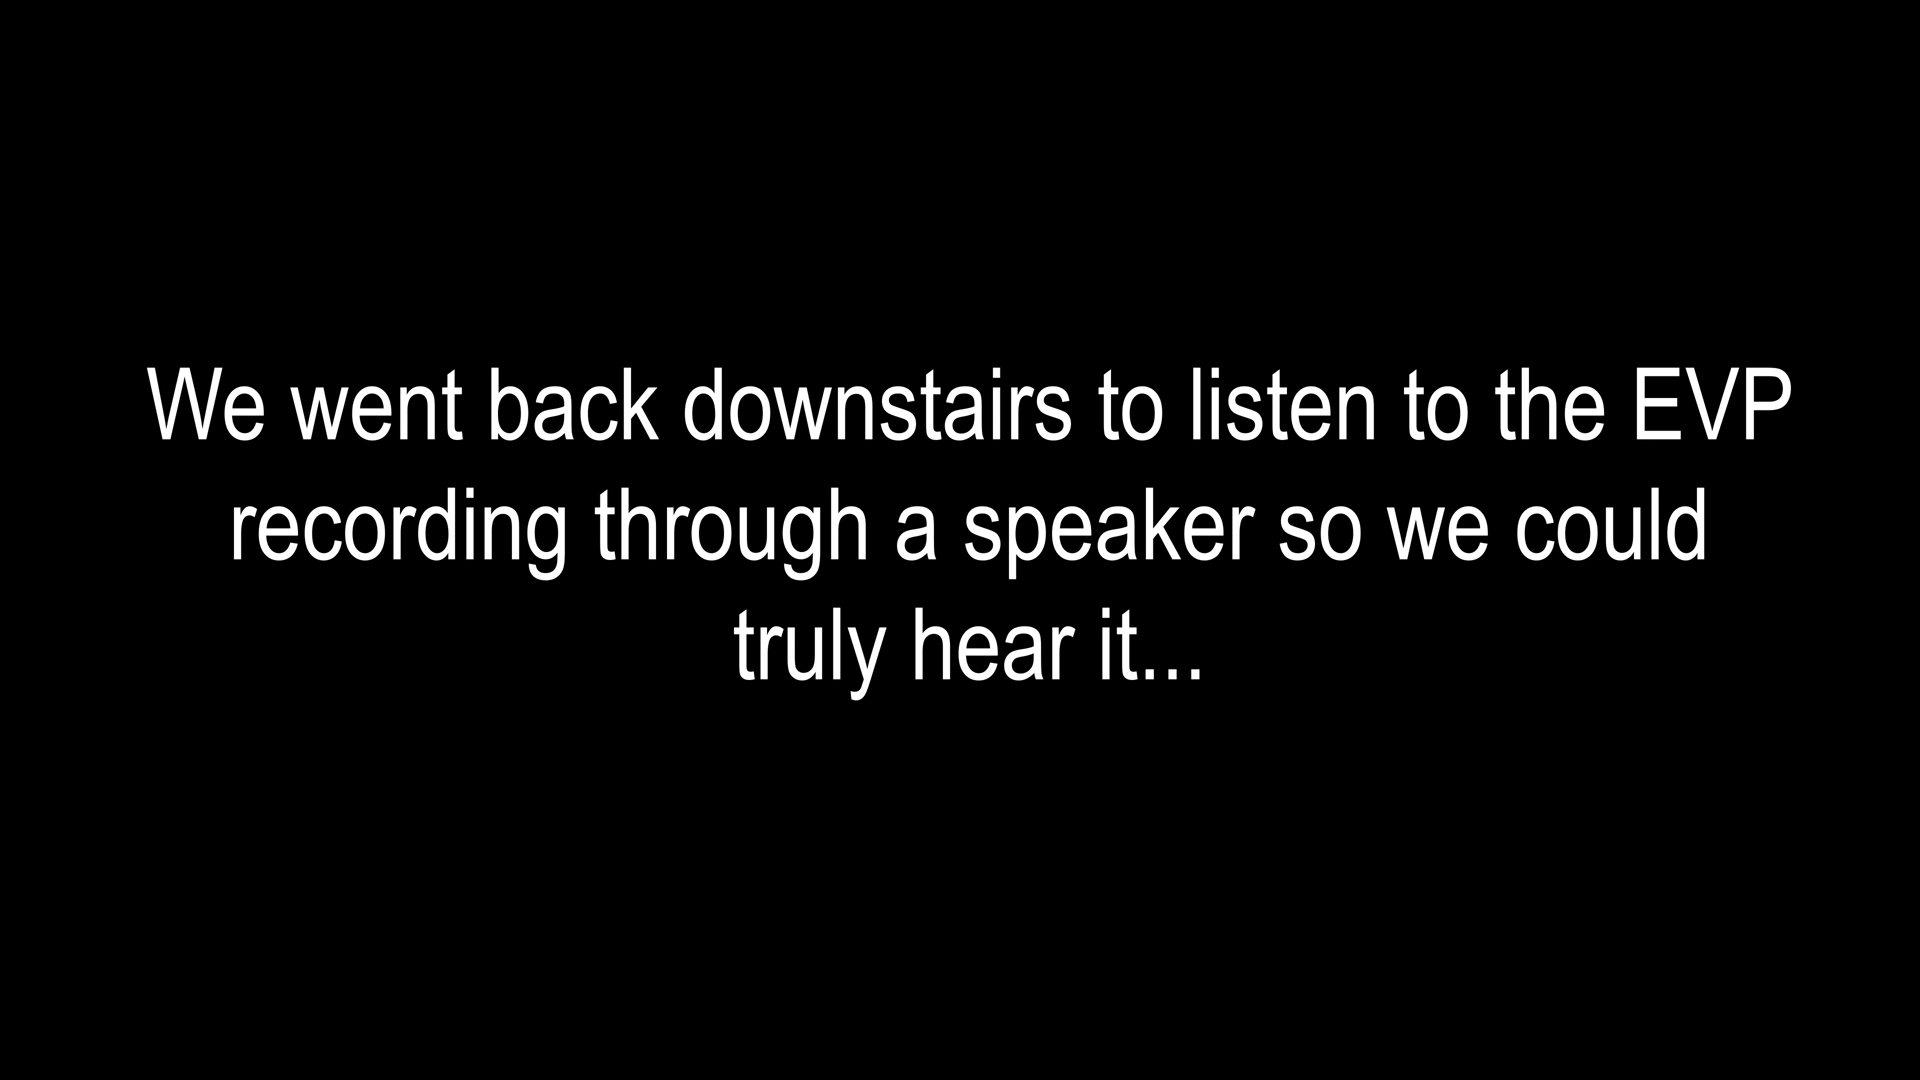 We went back downstairs to listen to the EVP
recording through a speaker so we could
truly hear it...